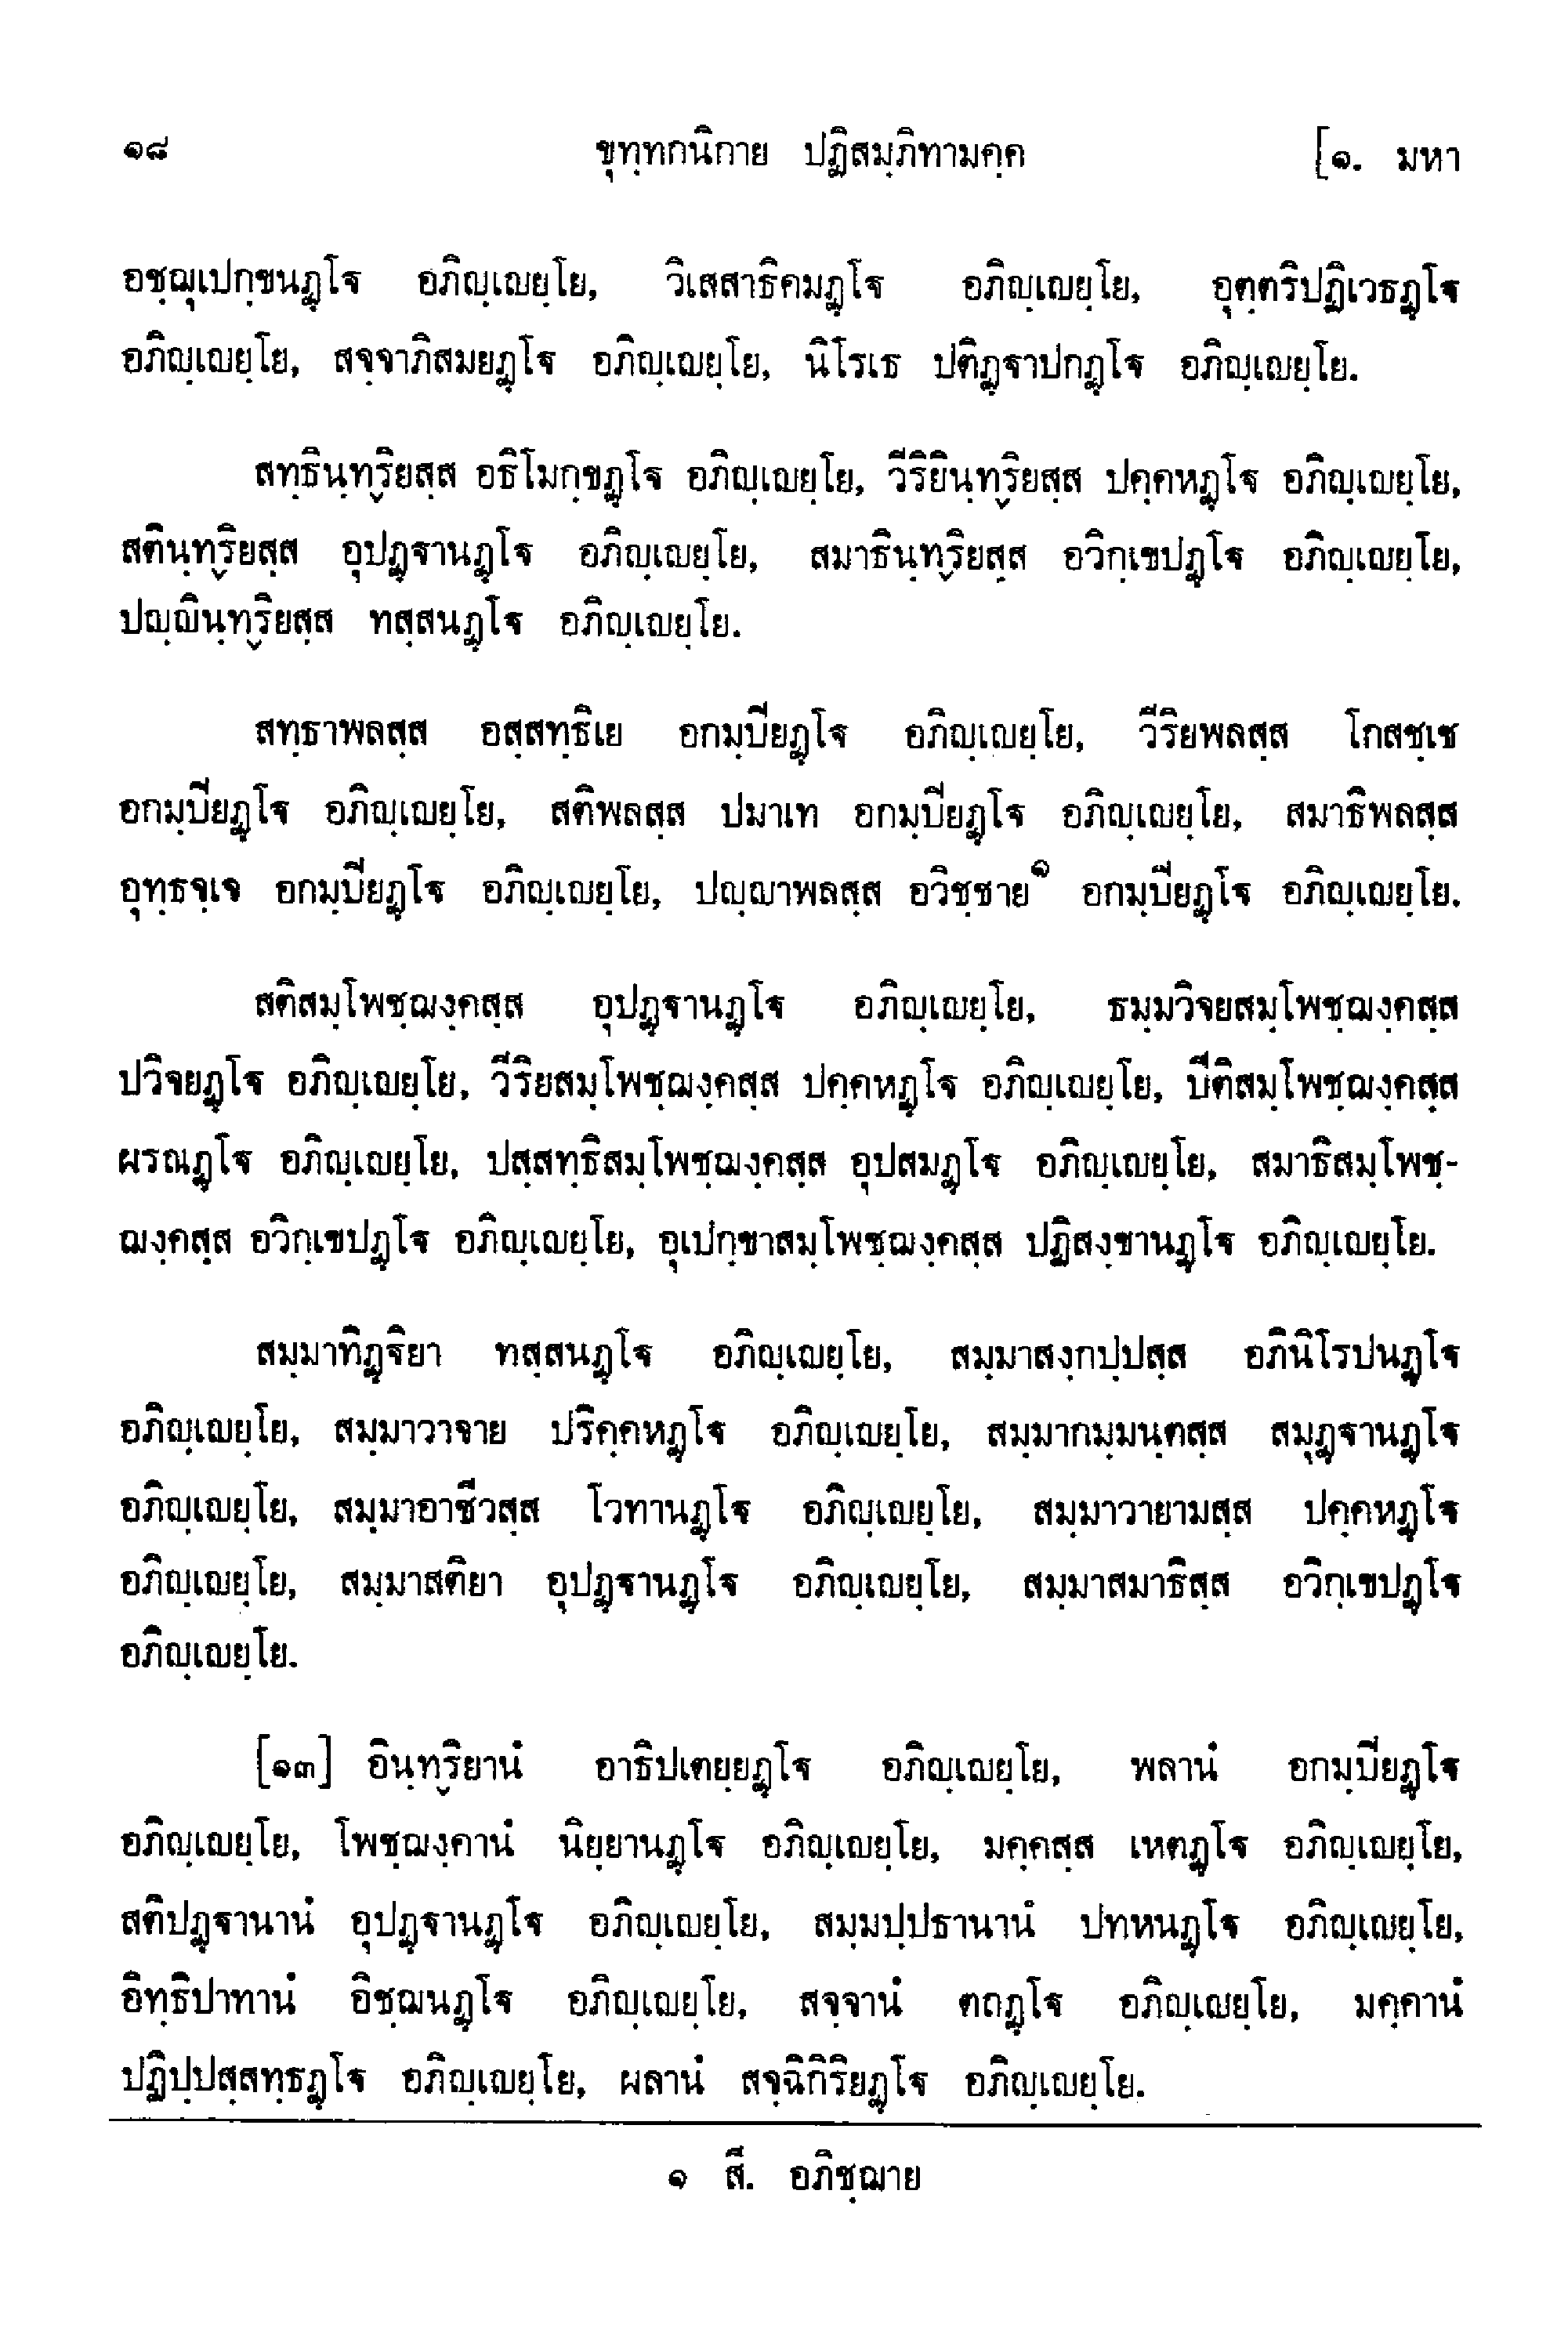 ๑๘ ขุทฺทกนิกาย ปฏิสมฺภิทามคฺค [๑. มหา
อชฺฌุเปกฺขนฏฺโฐ อภิญฺเญยฺโย, วิเสสาธิคมฏฺโฐ อภิญฺเญยฺโย, อุตฺตริปฏิเวธฏฺโฐ
อภิญฺเญยฺโย, สจฺจาภิสมยฏฺโฐ อภิญฺเญยฺโย, นิโรเธ ปติฏฺฐาปกฏฺโฐ อภิญฺเญยฺโย.
สทฺธินฺทฺริยสฺส อธิโมกฺขฏฺโฐ อภิญฺเญยฺโย, วีริยินฺทฺริยสฺส ปคฺคหฏฺโฐ อภิญฺเญยฺโย,
สตินฺทฺริยสฺส อุปฏฺฐานฏฺโฐ อภิญฺเญยฺโย, สมาธินฺทฺริยสฺส อวิกฺเขปฏฺโฐ อภิญฺเญยฺโย,
ปญฺญินฺทฺริยสฺส ทสฺสนฏฺโฐ อภิญฺเญยฺโย.
สทฺธาพลสฺส อสฺสทฺธิเย อกมฺปิยฏฺโฐ อภิญฺเญยฺโย, วีริยพลสฺส โกสชฺเช
อกมฺปิยฏฺโฐ อภิญฺเญยฺโย, สติพลสฺส ปมาเท อกมฺปิยฏฺโฐ อภิญฺเญยฺโย, สมาธิพลสฺส
อุทฺธจฺเจ อกมฺปิยฏฺโฐ อภิญฺเญยฺโย, ปญฺญาพลสฺส อวิชฺชาย๑ อกมฺปิยฏฺโฐ อภิญฺเญยฺโย.
สติสมฺโพชฺฌงฺคสฺส อุปฏฺฐานฏฺโฐ อภิญฺเญยฺโย, ธมฺมวิจยสมฺโพชฺฌงฺคสฺส
ปวิจยฏฺโฐ อภิญฺเญยฺโย, วีริยสมฺโพชฺฌงฺคสฺส ปคฺคหฏฺโฐ อภิญฺเญยฺโย, ปีติสมฺโพชฺฌงฺคสฺส
ผรณฏฺโฐ อภิญฺเญยฺโย, ปสฺสทฺธิสมฺโพชฺฌงฺคสฺส อุปสมฏฺโฐ อภิญฺเญยฺโย, สมาธิสมฺโพชฺ-
ฌงฺคสฺส อวิกฺเขปฏฺโฐ อภิญฺเญยฺโย, อุเปกฺขาสมฺโพชฺฌงฺคสฺส ปฏิสงฺขานฏฺโฐ อภิญฺเญยฺโย.
สมฺมาทิฏฺฐิยา ทสฺสนฏฺโฐ อภิญฺเญยฺโย, สมฺมาสงฺกปฺปสฺส อภินิโรปนฏฺโฐ
อภิญฺเญยฺโย, สมฺมาวาจาย ปริคฺคหฏฺโฐ อภิญฺเญยฺโย, สมฺมากมฺมนฺตสฺส สมุฏฺฐานฏฺโฐ
อภิญฺเญยฺโย, สมฺมาอาชีวสฺส โวทานฏฺโฐ อภิญฺเญยฺโย, สมฺมาวายามสฺส ปคฺคหฏฺโฐ
อภิญฺเญยฺโย, สมฺมาสติยา อุปฏฺฐานฏฺโฐ อภิญฺเญยฺโย, สมฺมาสมาธิสฺส อวิกฺเขปฏฺโฐ
อภิญฺเญยฺโย.
[๑๓] อินฺทฺริยานํ อาธิปเตยฺยฏฺโฐ อภิญฺเญยฺโย, พลานํ อกมฺปิยฏฺโฐ
อภิญฺเญยฺโย, โพชฺฌงฺคานํ นิยฺยานฏฺโฐ อภิญฺเญยฺโย, มคฺคสฺส เหตฏฺโฐ อภิญฺเญยฺโย,
สติปฏฺฐานานํ อุปฏฺฐานฏฺโฐ อภิญฺเญยฺโย, สมฺมปฺปธานานํ ปทหนฏฺโฐ อภิญฺเญยฺโย,
อิทฺธิปาทานํ อิชฺฌนฏฺโฐ อภิญฺเญยฺโย, สจฺจานํ ตถฏฺโฐ อภิญฺเญยฺโย, มคฺคานํ
ปฏิปฺปสฺสทฺธฏฺโฐ อภิญฺเญยฺโย, ผลานํ สจฺฉิกิริยฏฺโฐ อภิญฺเญยฺโย.
๑ สี. อภิชฺฌาย